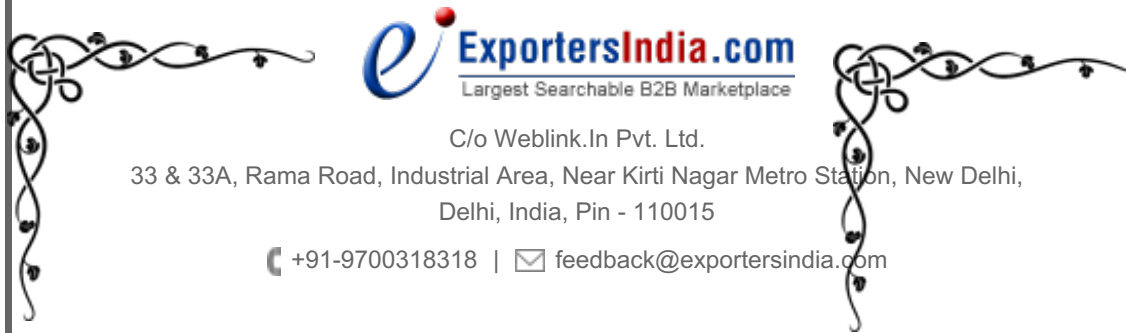 ExportersIndia.com
Largest Searchable B2B Marketplace
C/o Weblink.In Pvt. Ltd.
33 & 33A, Rama Road, Industrial Area, Near Kirti Nagar Metro Station, New Delhi,
Delhi, India, Pin - 110015
+91-9700318318 | feedback@exportersindia.com